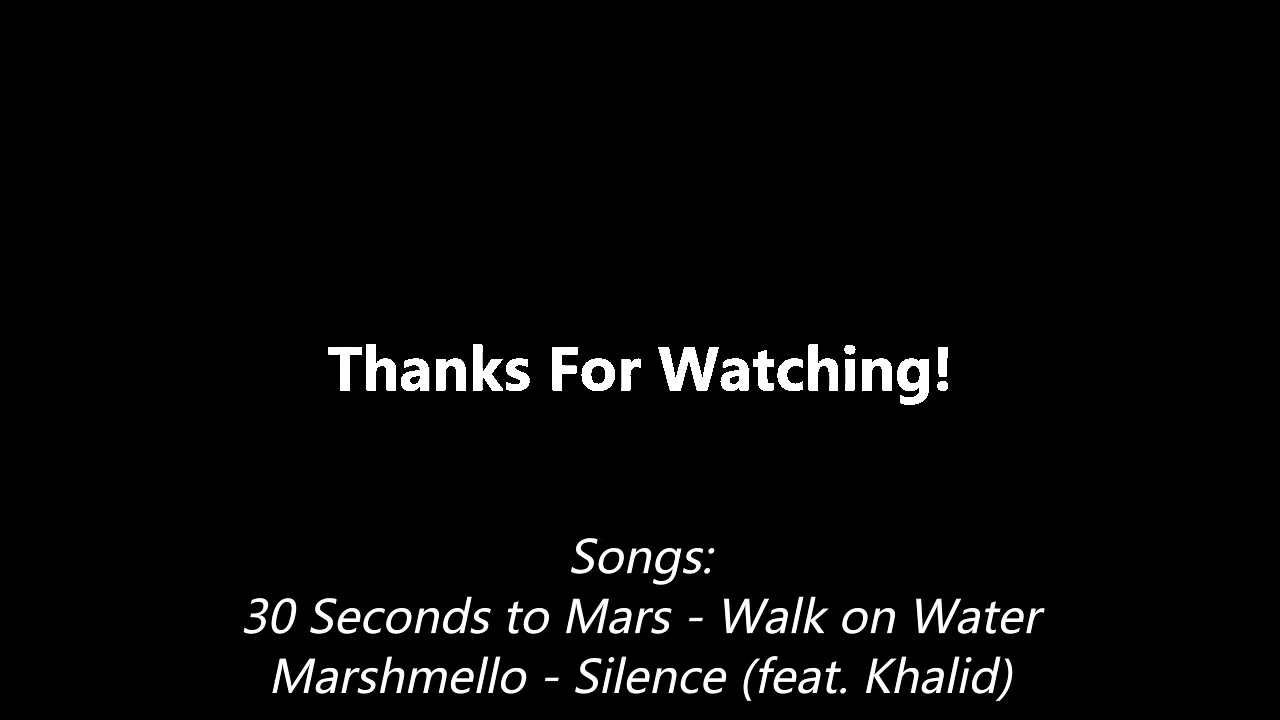 Thanks For Watching!
Songs:
30 Seconds to Mars - Walk on Water
Marshmello - Silence (feat. Khalid)